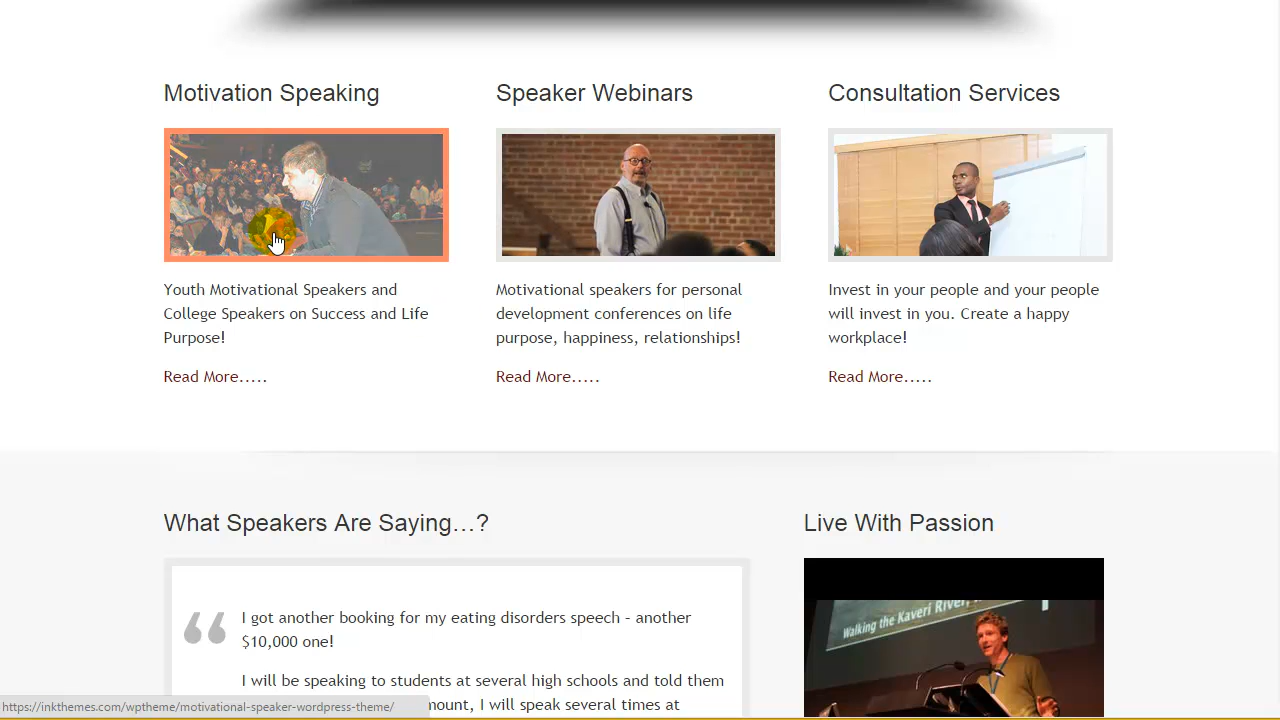 Motivation Speaking
Speaker Webinars
Consultation Services
Youth Motivational Speakers and
College Speakers on Success and Life
Purpose!
Read More.....
Motivational speakers for personal
development conferences on life
purpose, happiness, relationships!
Read More.....
Invest in your people and your people
will invest in you. Create a happy
workplace!
Read More.....
What Speakers Are Saying...?
I got another booking for my eating disorders speech – another
$10,000 one!
I will be speaking to students at several high schools and told them
mount, I will speak several times at
Live With Passion
Walking the Kaveri River,
https://inkthemes.com/wptheme/motivational-speaker-wordpress-theme/